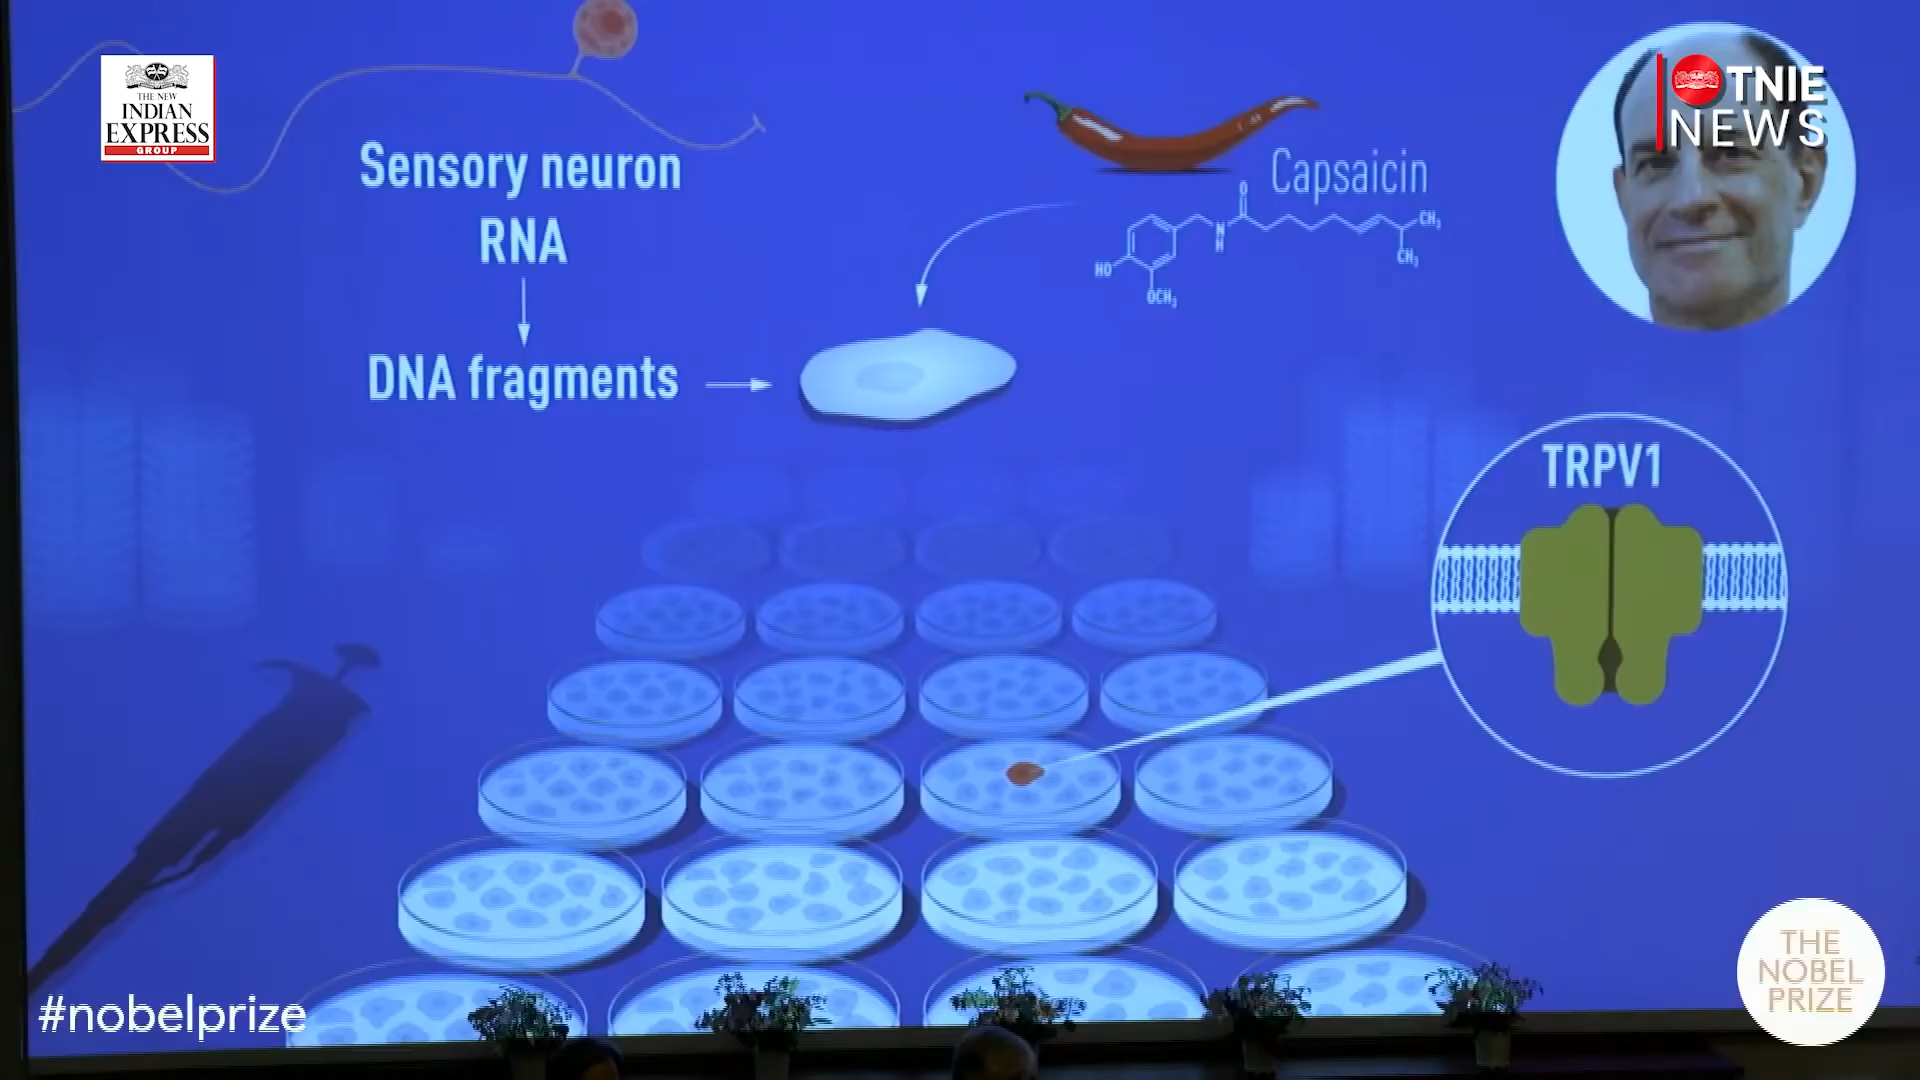 THE NEW
INDIAN
EXPRESS
GROUP
TNIE
NEWS
Sensory neuron
RNA
DNA fragments
Capsaicin
O
N
H
CH3
CH3
HO
OCH3
TRPV1
#nobelprize
THE
NOBEL
PRIZE